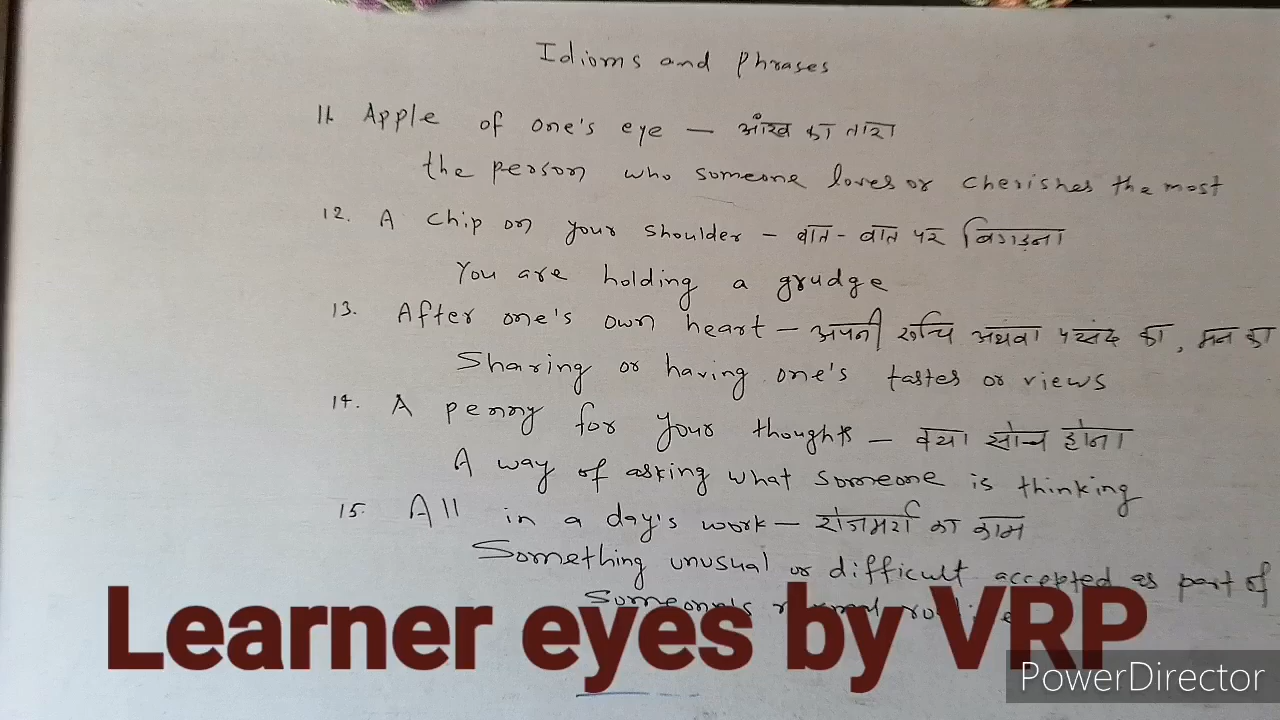 Idioms and Phrases
11. Apple of one's eye — आँख का तारा
the person who someone loves or cherishes the most
12. A chip on your shoulder — बात-बात पर बिगड़ना
You are holding a grudge
13. After one's own heart — अपनी रुचि अथवा पसंद का, मन का
Sharing or having one's tastes or views
14. A penny for your thoughts — क्या सोच होना
A way of asking what someone is thinking
15. All in a day's work — रोजमर्रा का काम
Something unusual or difficult accepted as part of
Learner eyes by VRP
PowerDirector